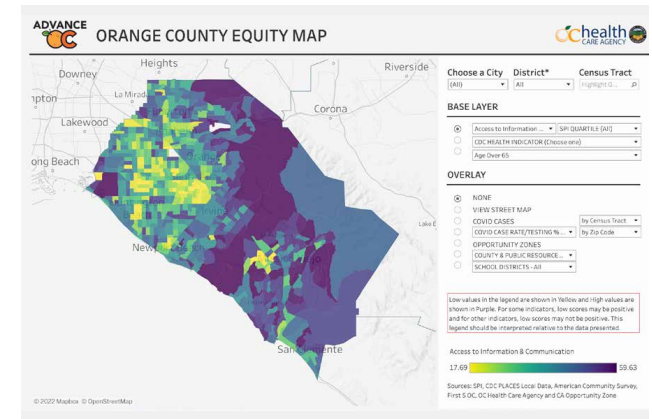 ADVANCE
OC
ORANGE COUNTY EQUITY MAP
OC health
CARE AGENCY
Heights
Downey
Riverside
La Mirad
mpton
Lakewood
Corona
ong Beach
Lake E
New
San
mente
Choose a City District* Census Tract
(All) All Highlight G...
BASE LAYER
Access to Information ... SPI QUARTILE (All)
CDC HEALTH INDICATOR (Choose one)
Age Over 65
OVERLAY
NONE
VIEW STREET MAP
COVID CASES by Census Tract
COVID CASE RATE/TESTING %... by Zip Code
OPPORTUNITY ZONES
COUNTY & PUBLIC RESOURCE...
SCHOOL DISTRICTS - All
Low values in the legend are shown in Yellow and High values are
shown in Purple. For some indicators, low scores may be positive
and for other indicators, low scores may not be positive. This
legend should be interpreted relative to the data presented.
Access to Information & Communication
17.69 59.63
Sources: SPI, CDC PLACES Local Data, American Community Survey,
First 5 OC, OC Health Care Agency and CA Opportunity Zone
© 2022 Mapbox © OpenStreetMap